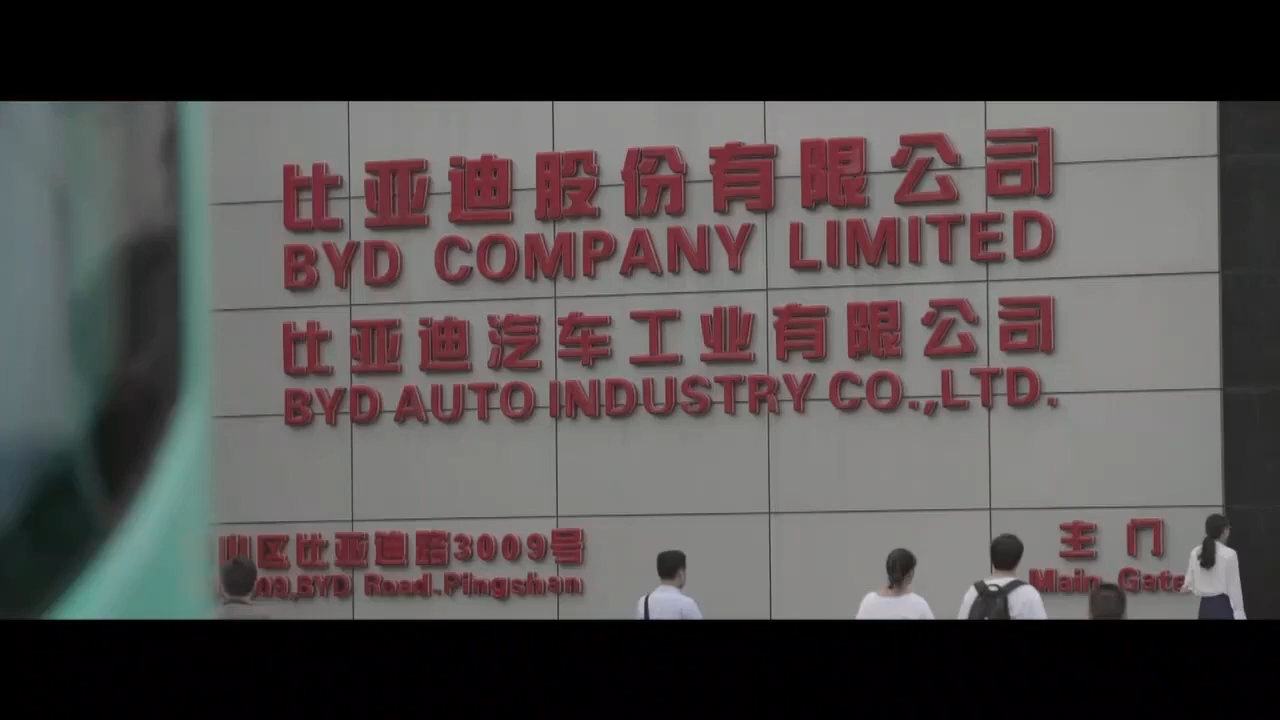 比亚迪股份有限公司
BYD COMPANY LIMITED
比亚迪汽车工业有限公司
BYD AUTO INDUSTRY CO.,LTD.
山区比亚迪路3009号
09,BYD Road.Pingshan
主门
Main Gate